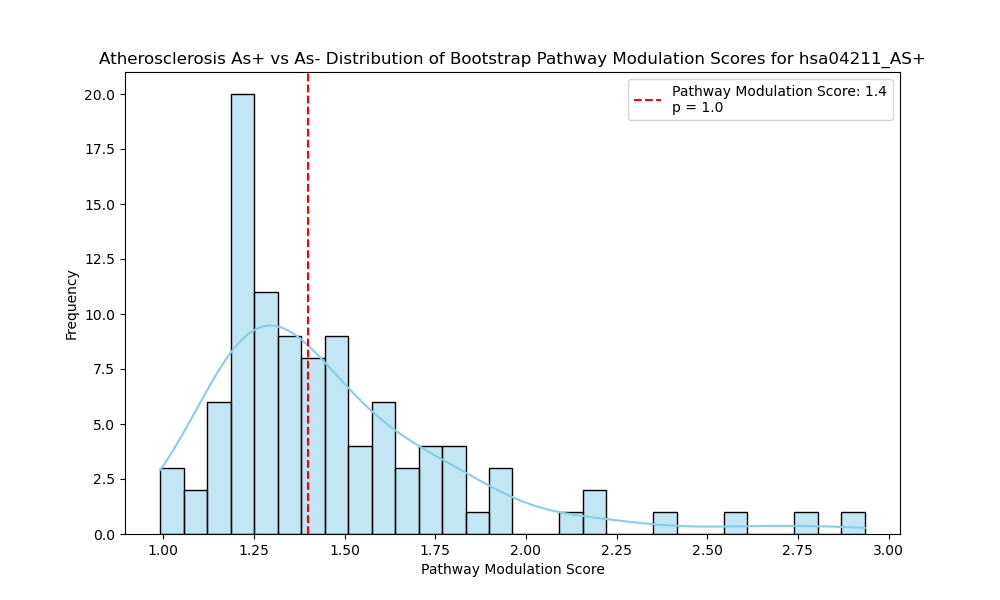 Atherosclerosis As+ vs As- Distribution of Bootstrap Pathway Modulation Scores for hsa04211_AS+
Pathway Modulation Score: 1.4
p = 1.0
20.0
17.5
15.0
12.5
10.0
7.5
5.0
2.5
0.0
Frequency
1.00 1.25 1.50 1.75 2.00 2.25 2.50 2.75 3.00
Pathway Modulation Score